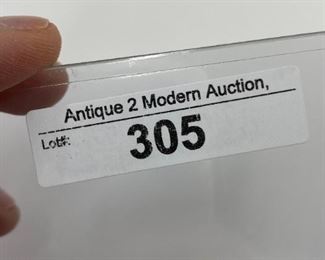 Antique 2 Modern Auction,
Lot#: 305